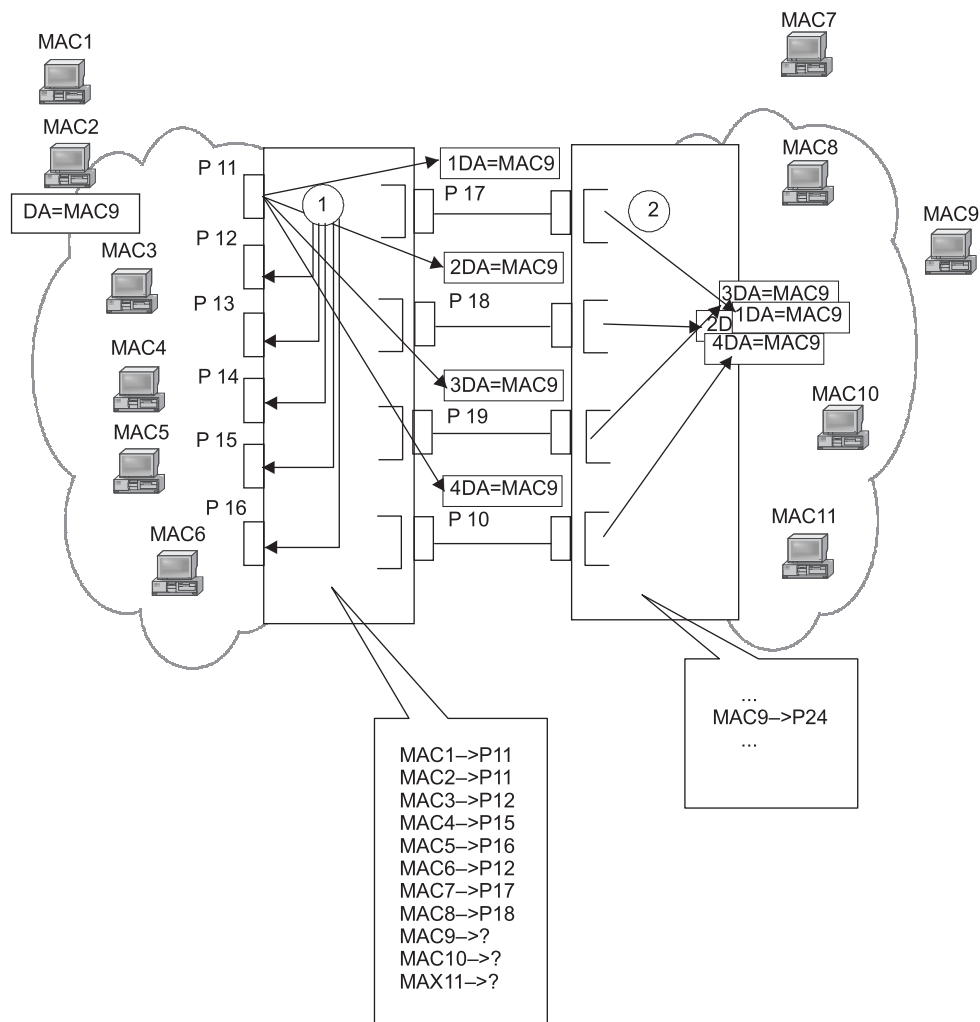 MAC1
MAC2
DA=MAC9
MAC3
MAC4
MAC5
MAC6
P 11
P 12
P 13
P 14
P 15
P 16
1
1DA=MAC9
P 17
2DA=MAC9
P 18
3DA=MAC9
P 19
4DA=MAC9
P 10
2
3DA=MAC9
1DA=MAC9
2D
4DA=MAC9
MAC7
MAC8
MAC9
MAC10
MAC11
MAC1–>P11
MAC2–>P11
MAC3–>P12
MAC4–>P15
MAC5–>P16
MAC6–>P12
MAC7–>P17
MAC8–>P18
MAC9–>?
MAC10–>?
MAX11–>?
...
MAC9–>P24
...